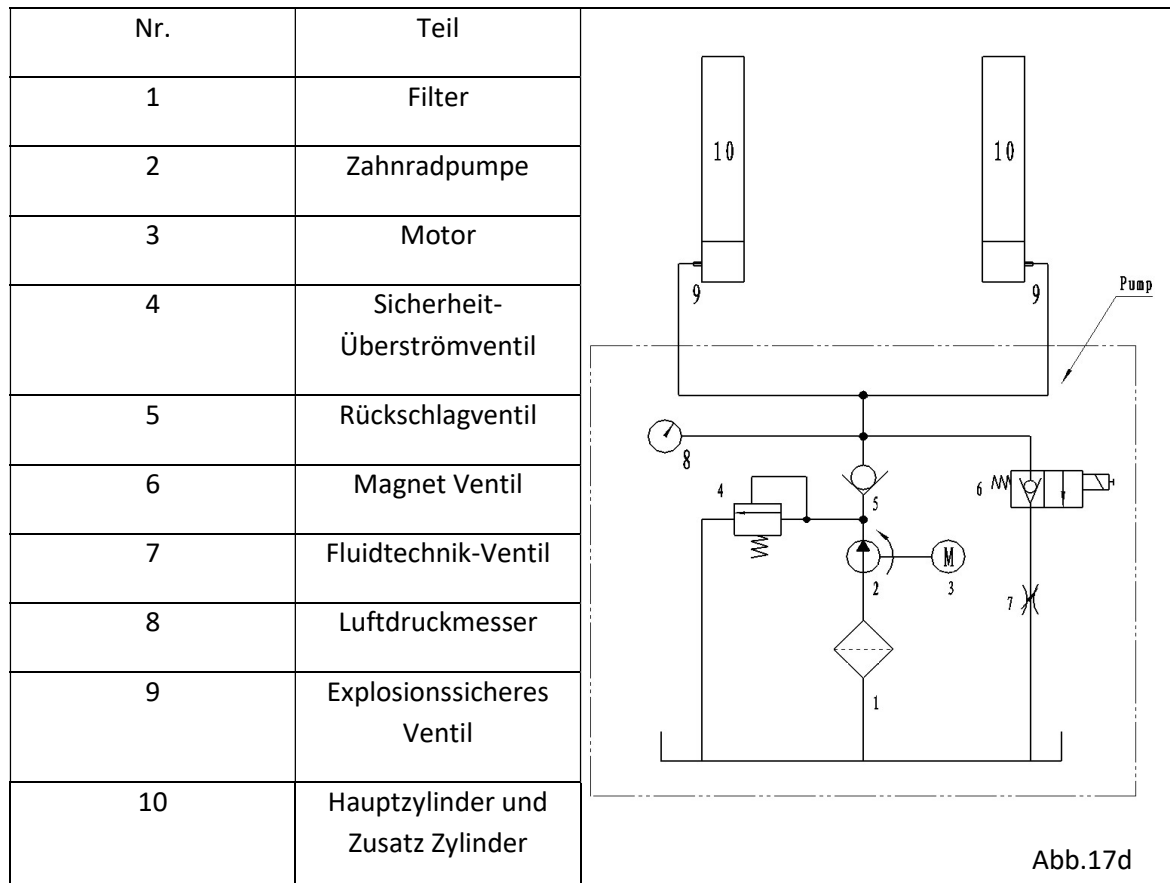 Nr. Teil
1 Filter
2 Zahnradpumpe
3 Motor
4 Sicherheit-
Überströmventil
5 Rückschlagventil
6 Magnet Ventil
7 Fluidtechnik-Ventil
8 Luftdruckmesser
9 Explosionssicheres
Ventil
10 Hauptzylinder und
Zusatz Zylinder
10 10
9 9
Pump
8
4 5 6
M
2 3 7
1
Abb.17d